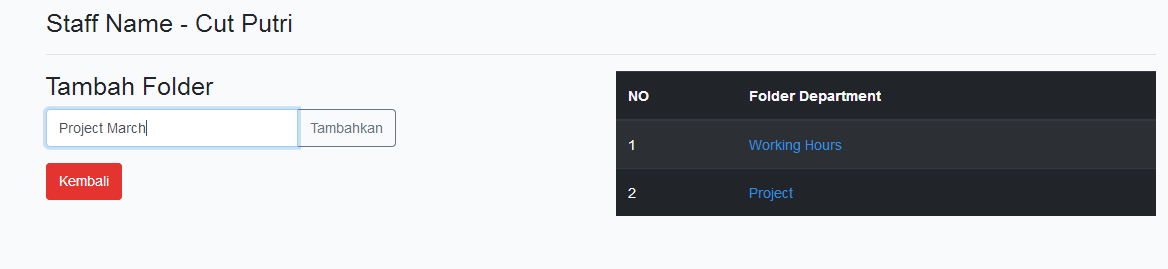 Staff Name - Cut Putri
Tambah Folder
Project March
Tambahkan
Kembali
NO Folder Department
1 Working Hours
2 Project